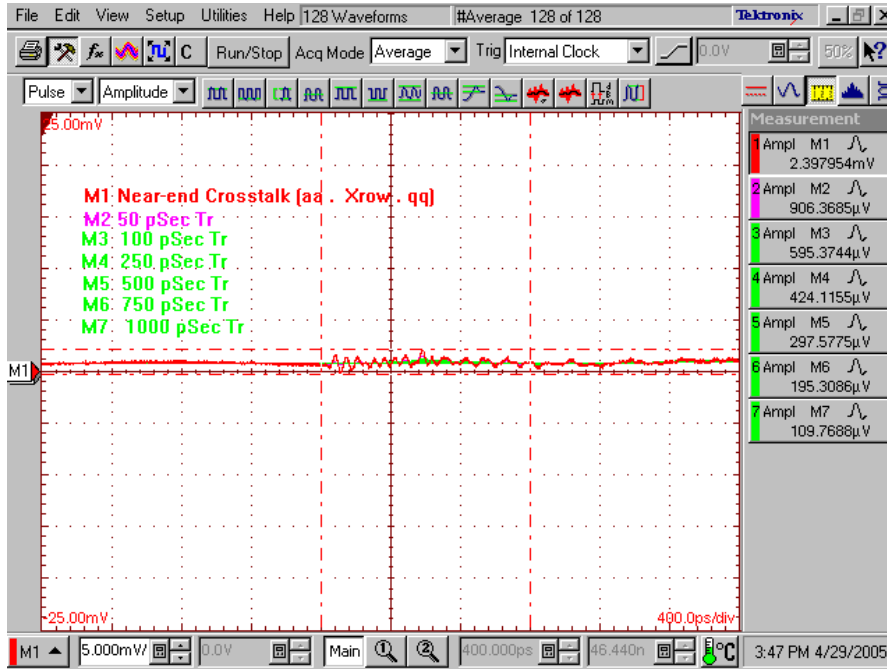 File Edit View Setup Utilities Help 128 Waveforms #Average 128 of 128 Tektronix
C Run/Stop Acq Mode Average Trig Internal Clock 0.0V 50%
Pulse Amplitude
25.00mV
M1 Near-end Crosstalk (aa . Xrow . qq)
M2 50 pSec Tr
M3: 100 pSec Tr
M4: 250 pSec Tr
M5: 500 pSec Tr
M6: 750 pSec Tr
M7: 1000 pSec Tr
M1
-25.00mV
400.0ps/div
Measurement
1 Ampl M1
2.397954mV
2 Ampl M2
906.3685µV
3 Ampl M3
595.3744µV
4 Ampl M4
424.1155µV
5 Ampl M5
297.5775µV
6 Ampl M6
195.3086µV
7 Ampl M7
109.7688µV
M1 5.000mV/ 0.0V Main 1 2 400.000ps 46.440n °C 3:47 PM 4/29/2005